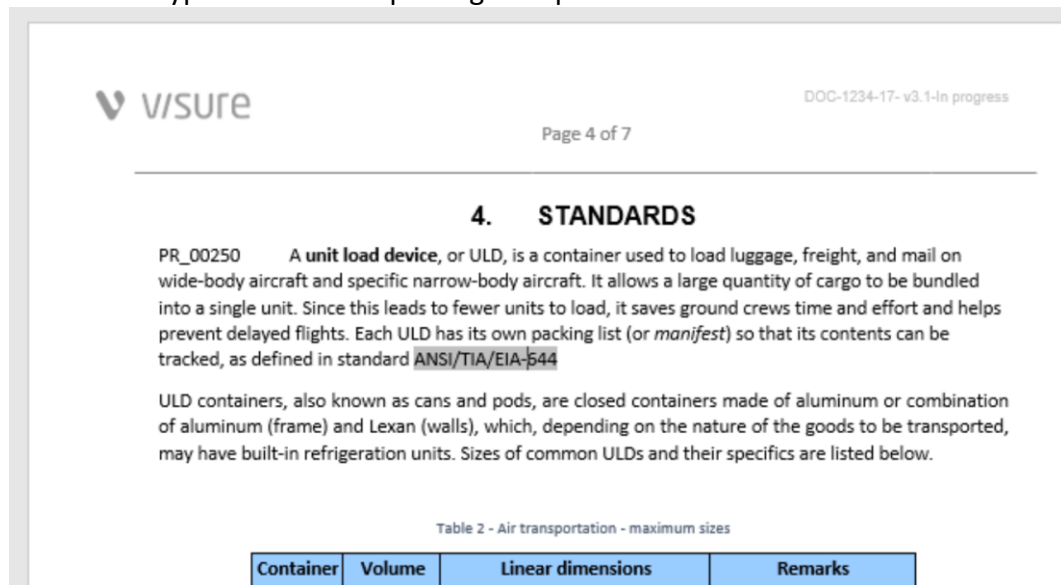 visure
DOC-1234-17- v3.1-In progress
Page 4 of 7
4. STANDARDS
PR_00250 A unit load device, or ULD, is a container used to load luggage, freight, and mail on
wide-body aircraft and specific narrow-body aircraft. It allows a large quantity of cargo to be bundled
into a single unit. Since this leads to fewer units to load, it saves ground crews time and effort and helps
prevent delayed flights. Each ULD has its own packing list (or manifest) so that its contents can be
tracked, as defined in standard ANSI/TIA/EIA-644
ULD containers, also known as cans and pods, are closed containers made of aluminum or combination
of aluminum (frame) and Lexan (walls), which, depending on the nature of the goods to be transported,
may have built-in refrigeration units. Sizes of common ULDs and their specifics are listed below.
Table 2 - Air transportation - maximum sizes
Container Volume Linear dimensions Remarks